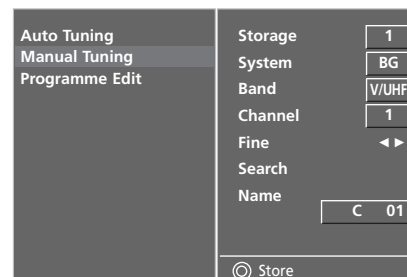 Auto Tuning
Manual Tuning
Programme Edit
Storage 1
System BG
Band V/UHF
Channel 1
Fine ◄ ►
Search
Name
C 01
Store